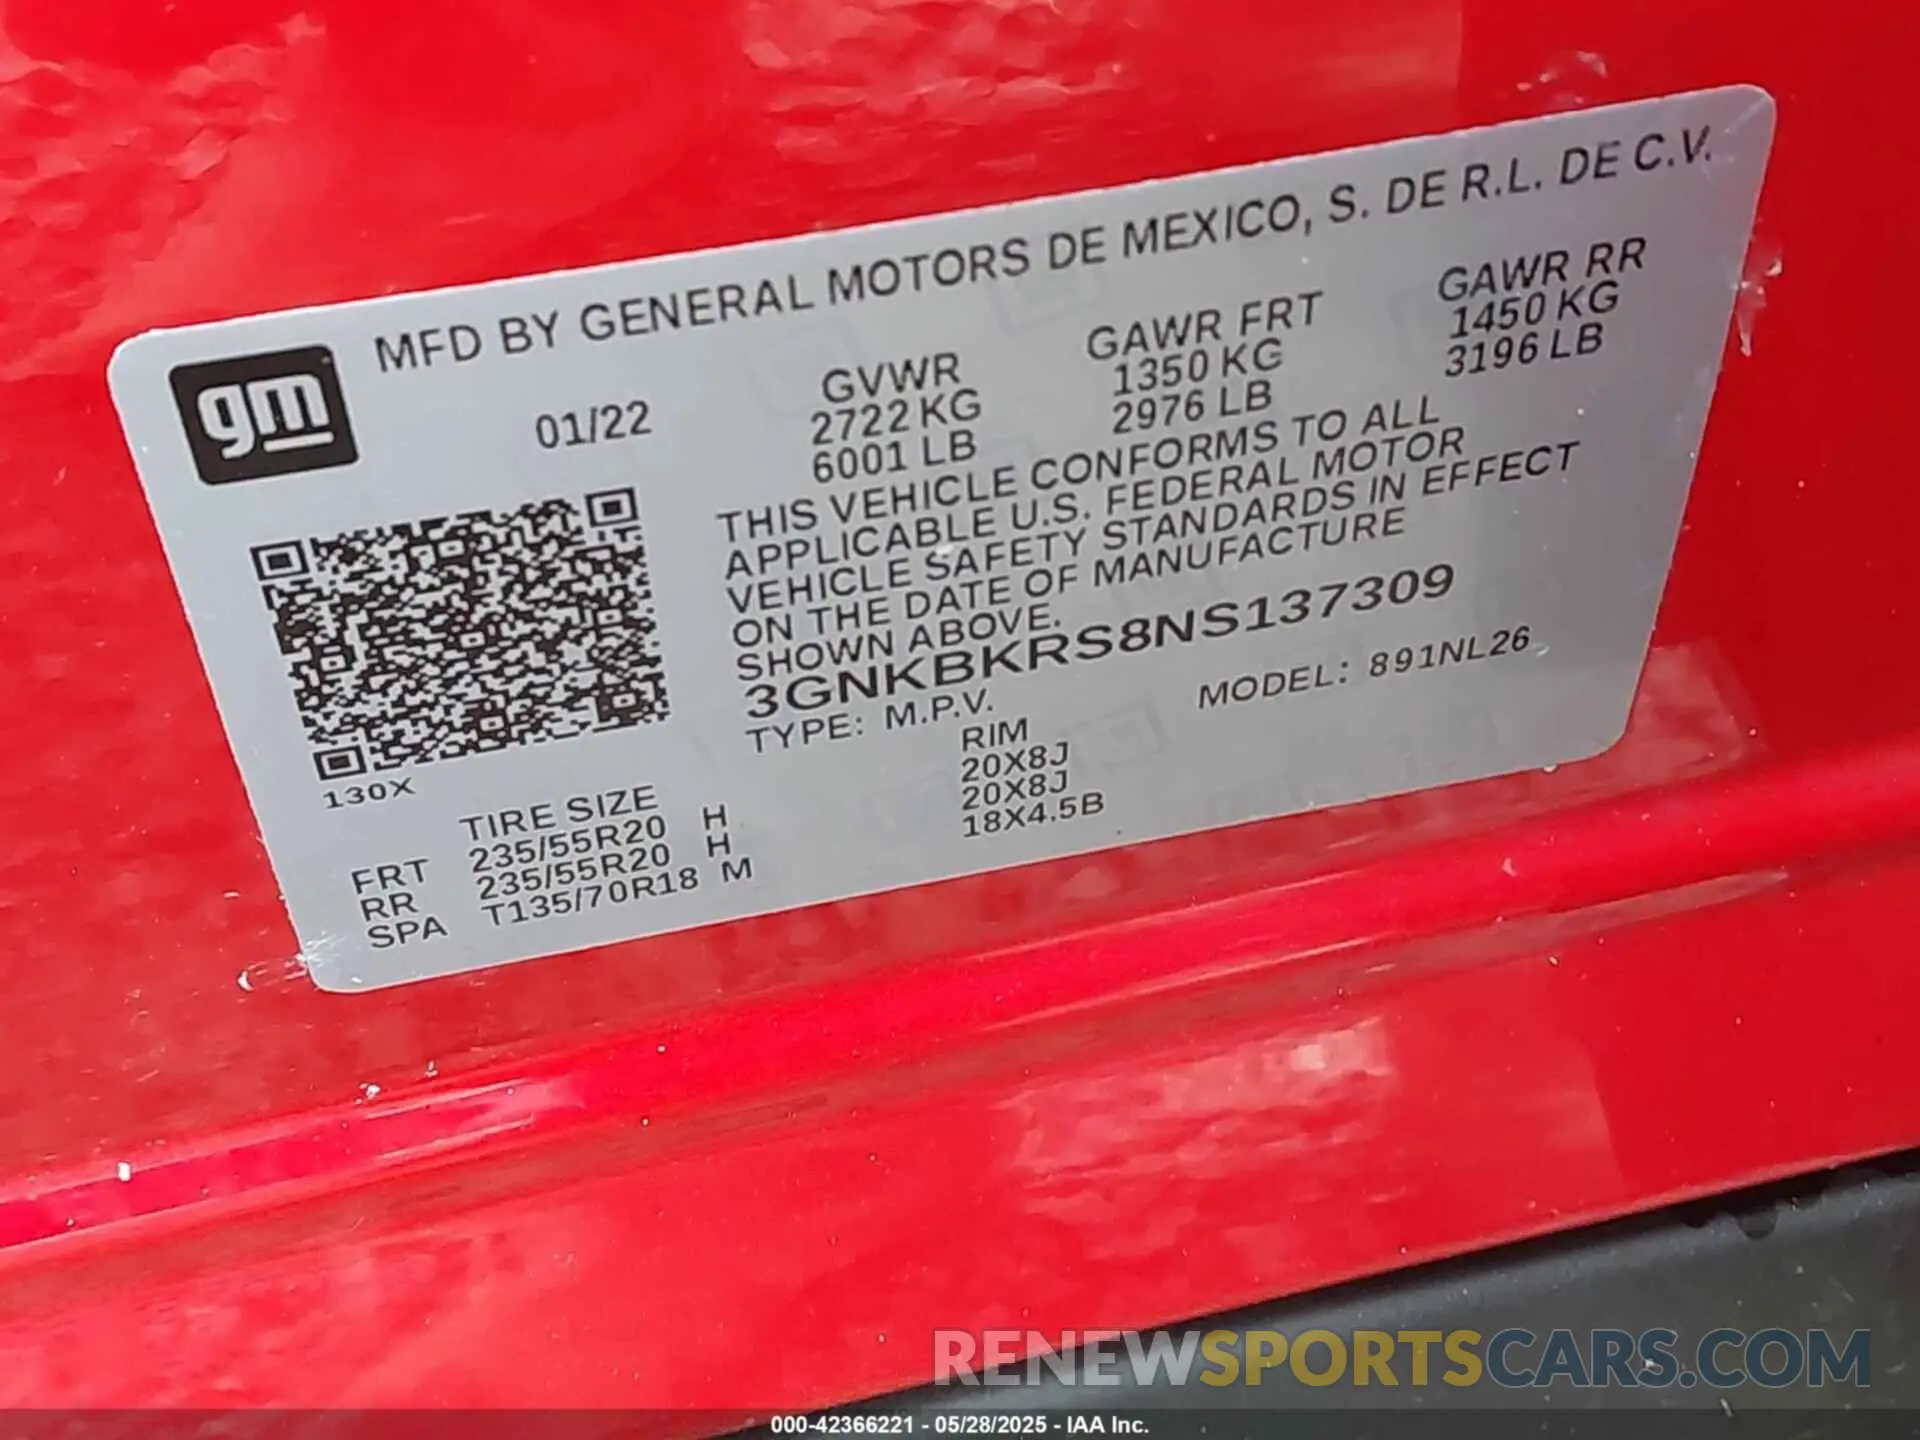 MFD BY GENERAL MOTORS DE MEXICO, S. DE R.L. DE C.V.
gm
01/22
GVWR
2722 KG
6001 LB
GAWR FRT
1350 KG
2976 LB
GAWR RR
1450 KG
3196 LB
THIS VEHICLE CONFORMS TO ALL
APPLICABLE U.S. FEDERAL MOTOR
VEHICLE SAFETY STANDARDS IN EFFECT
ON THE DATE OF MANUFACTURE
SHOWN ABOVE.
3GNKBKRS8NS137309
TYPE: M.P.V.
MODEL: 891NL26
130X
TIRE SIZE RIM
FRT 235/55R20 H 20X8J
RR 235/55R20 H 20X8J
SPA T135/70R18 M 18X4.5B
RENEWSPORTSCARS.COM
000-42366221 - 05/28/2025 - IAA Inc.